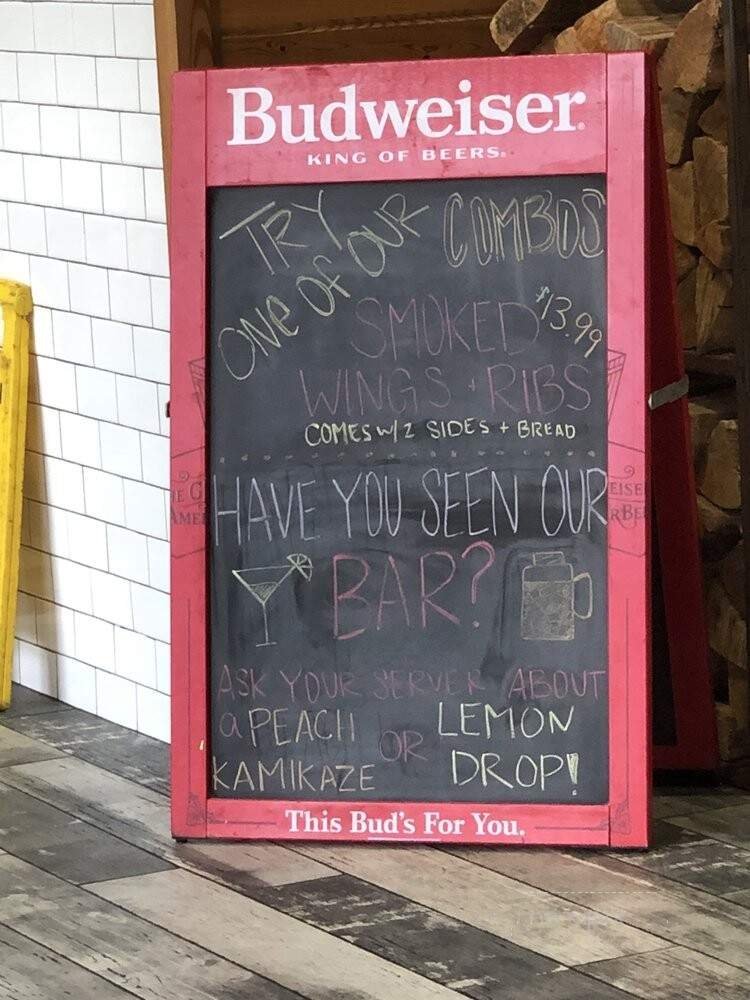 Budweiser
KING OF BEERS.
TRY
ONE OF OUR COMBOS
SMOKED $13.99
WINGS + RIBS
COMES W/2 SIDES + BREAD
HAVE YOU SEEN OUR
BAR?
ASK YOUR SERVER ABOUT
a PEACH OR LEMON
KAMIKAZE DROP!
This Bud's For You.